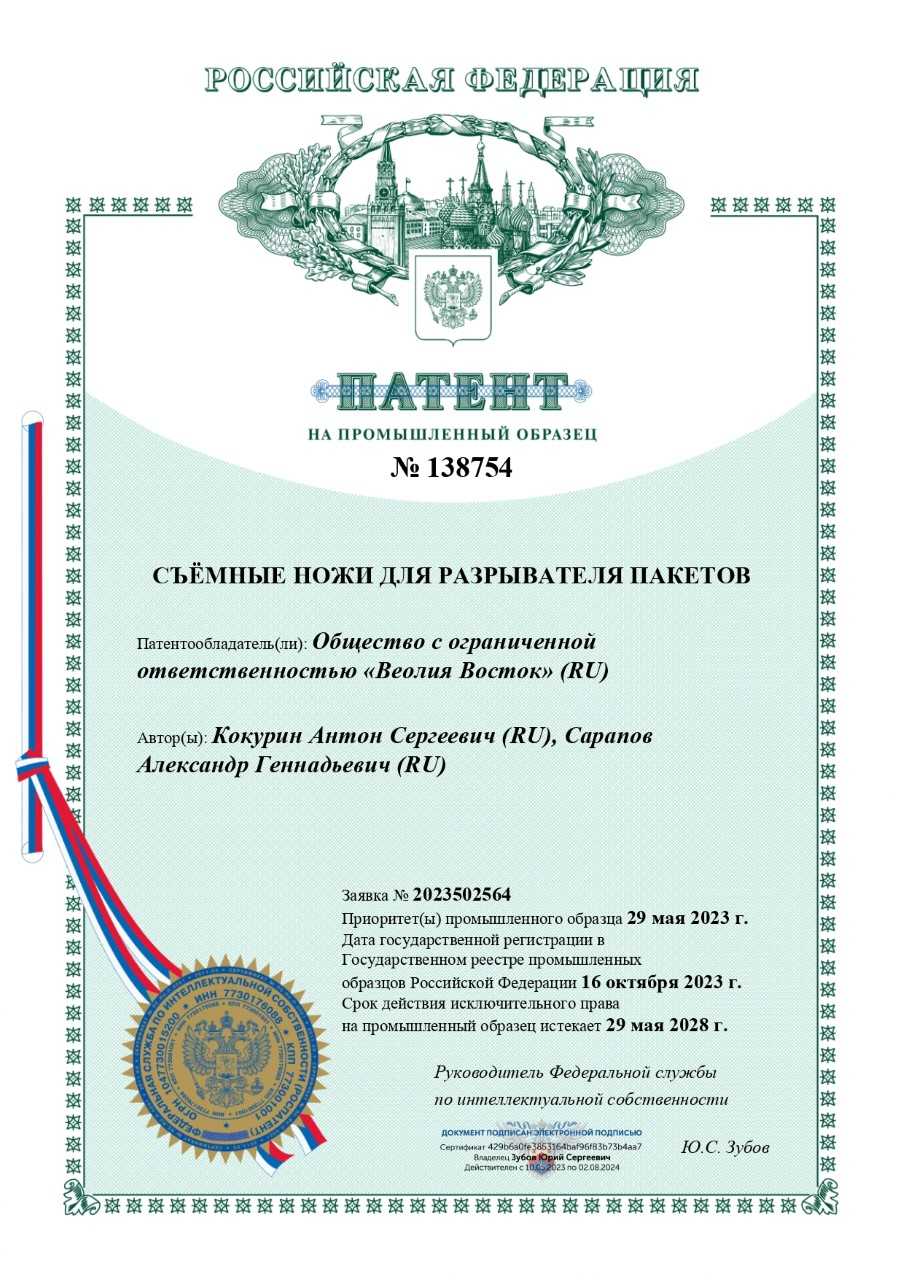 РОССИЙСКАЯ ФЕДЕРАЦИЯ
ПАТЕНТ
НА ПРОМЫШЛЕННЫЙ ОБРАЗЕЦ
№ 138754
СЪЁМНЫЕ НОЖИ ДЛЯ РАЗРЫВАТЕЛЯ ПАКЕТОВ
Патентообладатель(ли): Общество с ограниченной
ответственностью «Веолия Восток» (RU)
Автор(ы): Кокурин Антон Сергеевич (RU), Сарапов
Александр Геннадьевич (RU)
Заявка № 2023502564
Приоритет(ы) промышленного образца 29 мая 2023 г.
Дата государственной регистрации в
Государственном реестре промышленных
образцов Российской Федерации 16 октября 2023 г.
Срок действия исключительного права
на промышленный образец истекает 29 мая 2028 г.
Руководитель Федеральной службы
по интеллектуальной собственности
ДОКУМЕНТ ПОДПИСАН ЭЛЕКТРОННОЙ ПОДПИСЬЮ
Сертификат 429b6a0fe3853164baf96f83b73b4aa7
Владелец Зубов Юрий Сергеевич
Действителен с 10.05.2023 по 02.08.2024
Ю.С. Зубов
ФЕДЕРАЛЬНАЯ СЛУЖБА ПО ИНТЕЛЛЕКТУАЛЬНОЙ СОБСТВЕННОСТИ (РОСПАТЕНТ)
ОГРН 1047730015200 * ИНН 7730176088 * КПП 773001001